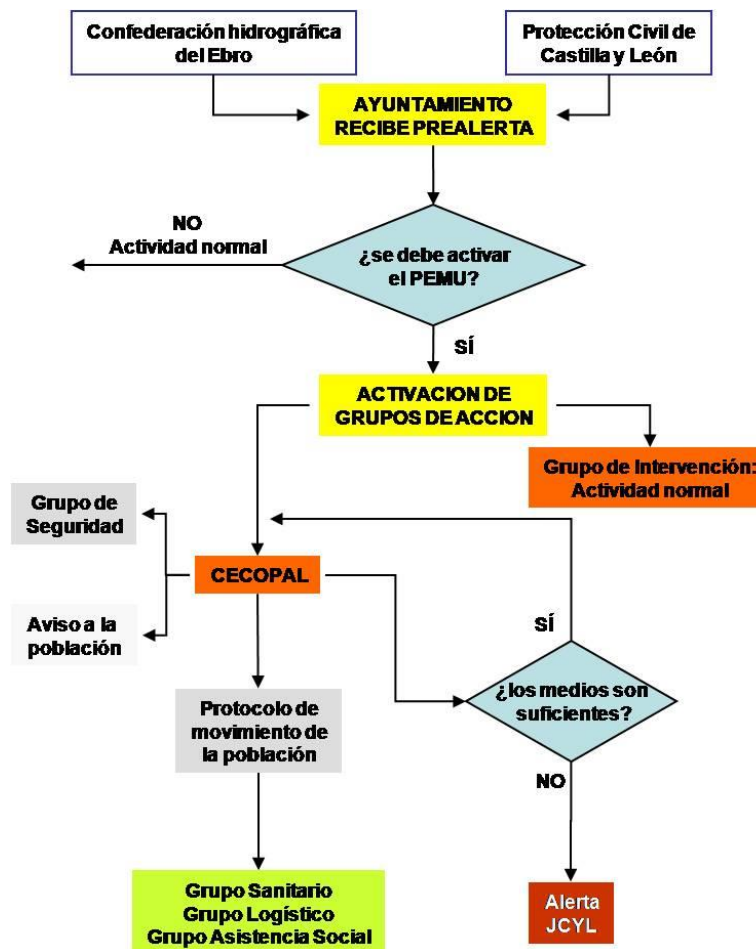 Confederación hidrográfica
del Ebro
Protección Civil de
Castilla y León
AYUNTAMIENTO
RECIBE PREALERTA
NO
Actividad normal
¿se debe activar
el PEMU?
SÍ
ACTIVACION DE
GRUPOS DE ACCION
Grupo de Intervención:
Actividad normal
Grupo de
Seguridad
CECOPAL
Aviso a la
población
SÍ
¿los medios son
suficientes?
Protocolo de
movimiento de
la población
NO
Grupo Sanitario
Grupo Logístico
Grupo Asistencia Social
Alerta
JCYL